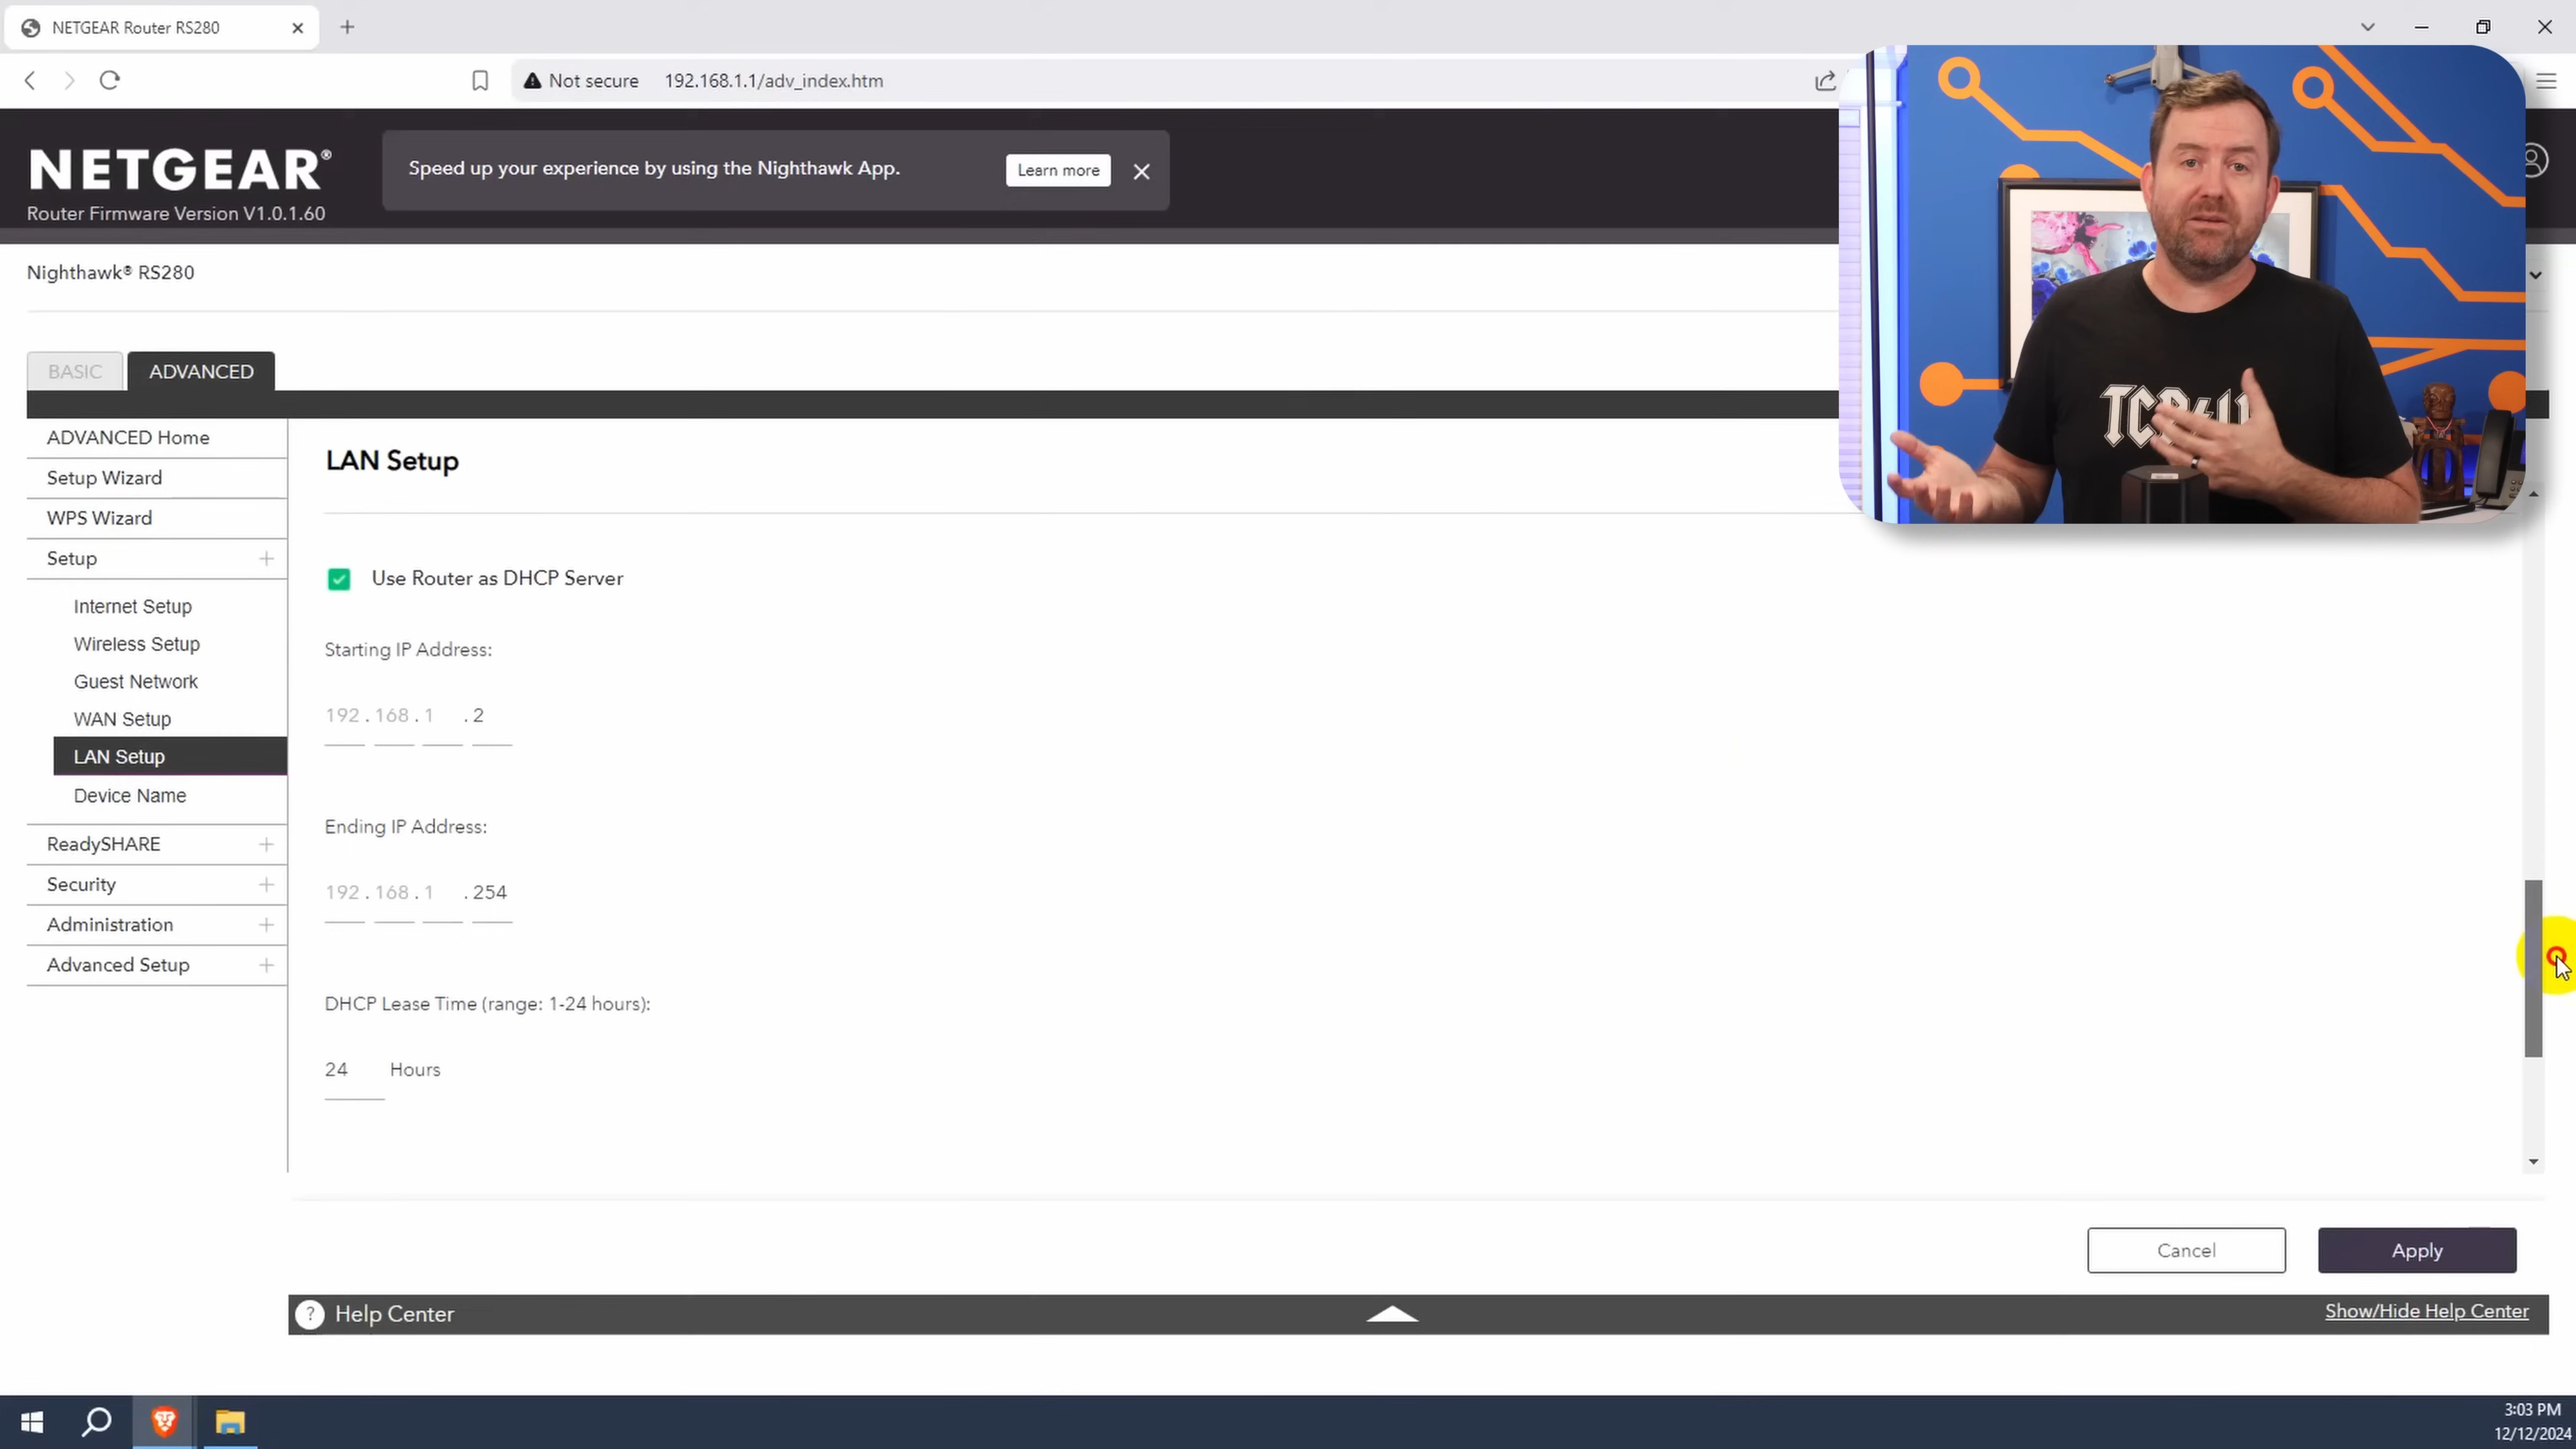 NETGEAR Router RS280
Not secure 192.168.1.1/adv_index.htm
NETGEAR®
Router Firmware Version V1.0.1.60
Speed up your experience by using the Nighthawk App.
Learn more
Nighthawk® RS280
BASIC
ADVANCED
ADVANCED Home
Setup Wizard
WPS Wizard
Setup
Internet Setup
Wireless Setup
Guest Network
WAN Setup
LAN Setup
Device Name
ReadySHARE
Security
Administration
Advanced Setup
LAN Setup
Use Router as DHCP Server
Starting IP Address:
192 . 168 . 1 . 2
Ending IP Address:
192 . 168 . 1 . 254
DHCP Lease Time (range: 1-24 hours):
24 Hours
Cancel
Apply
? Help Center
Show/Hide Help Center
3:03 PM
12/12/2024